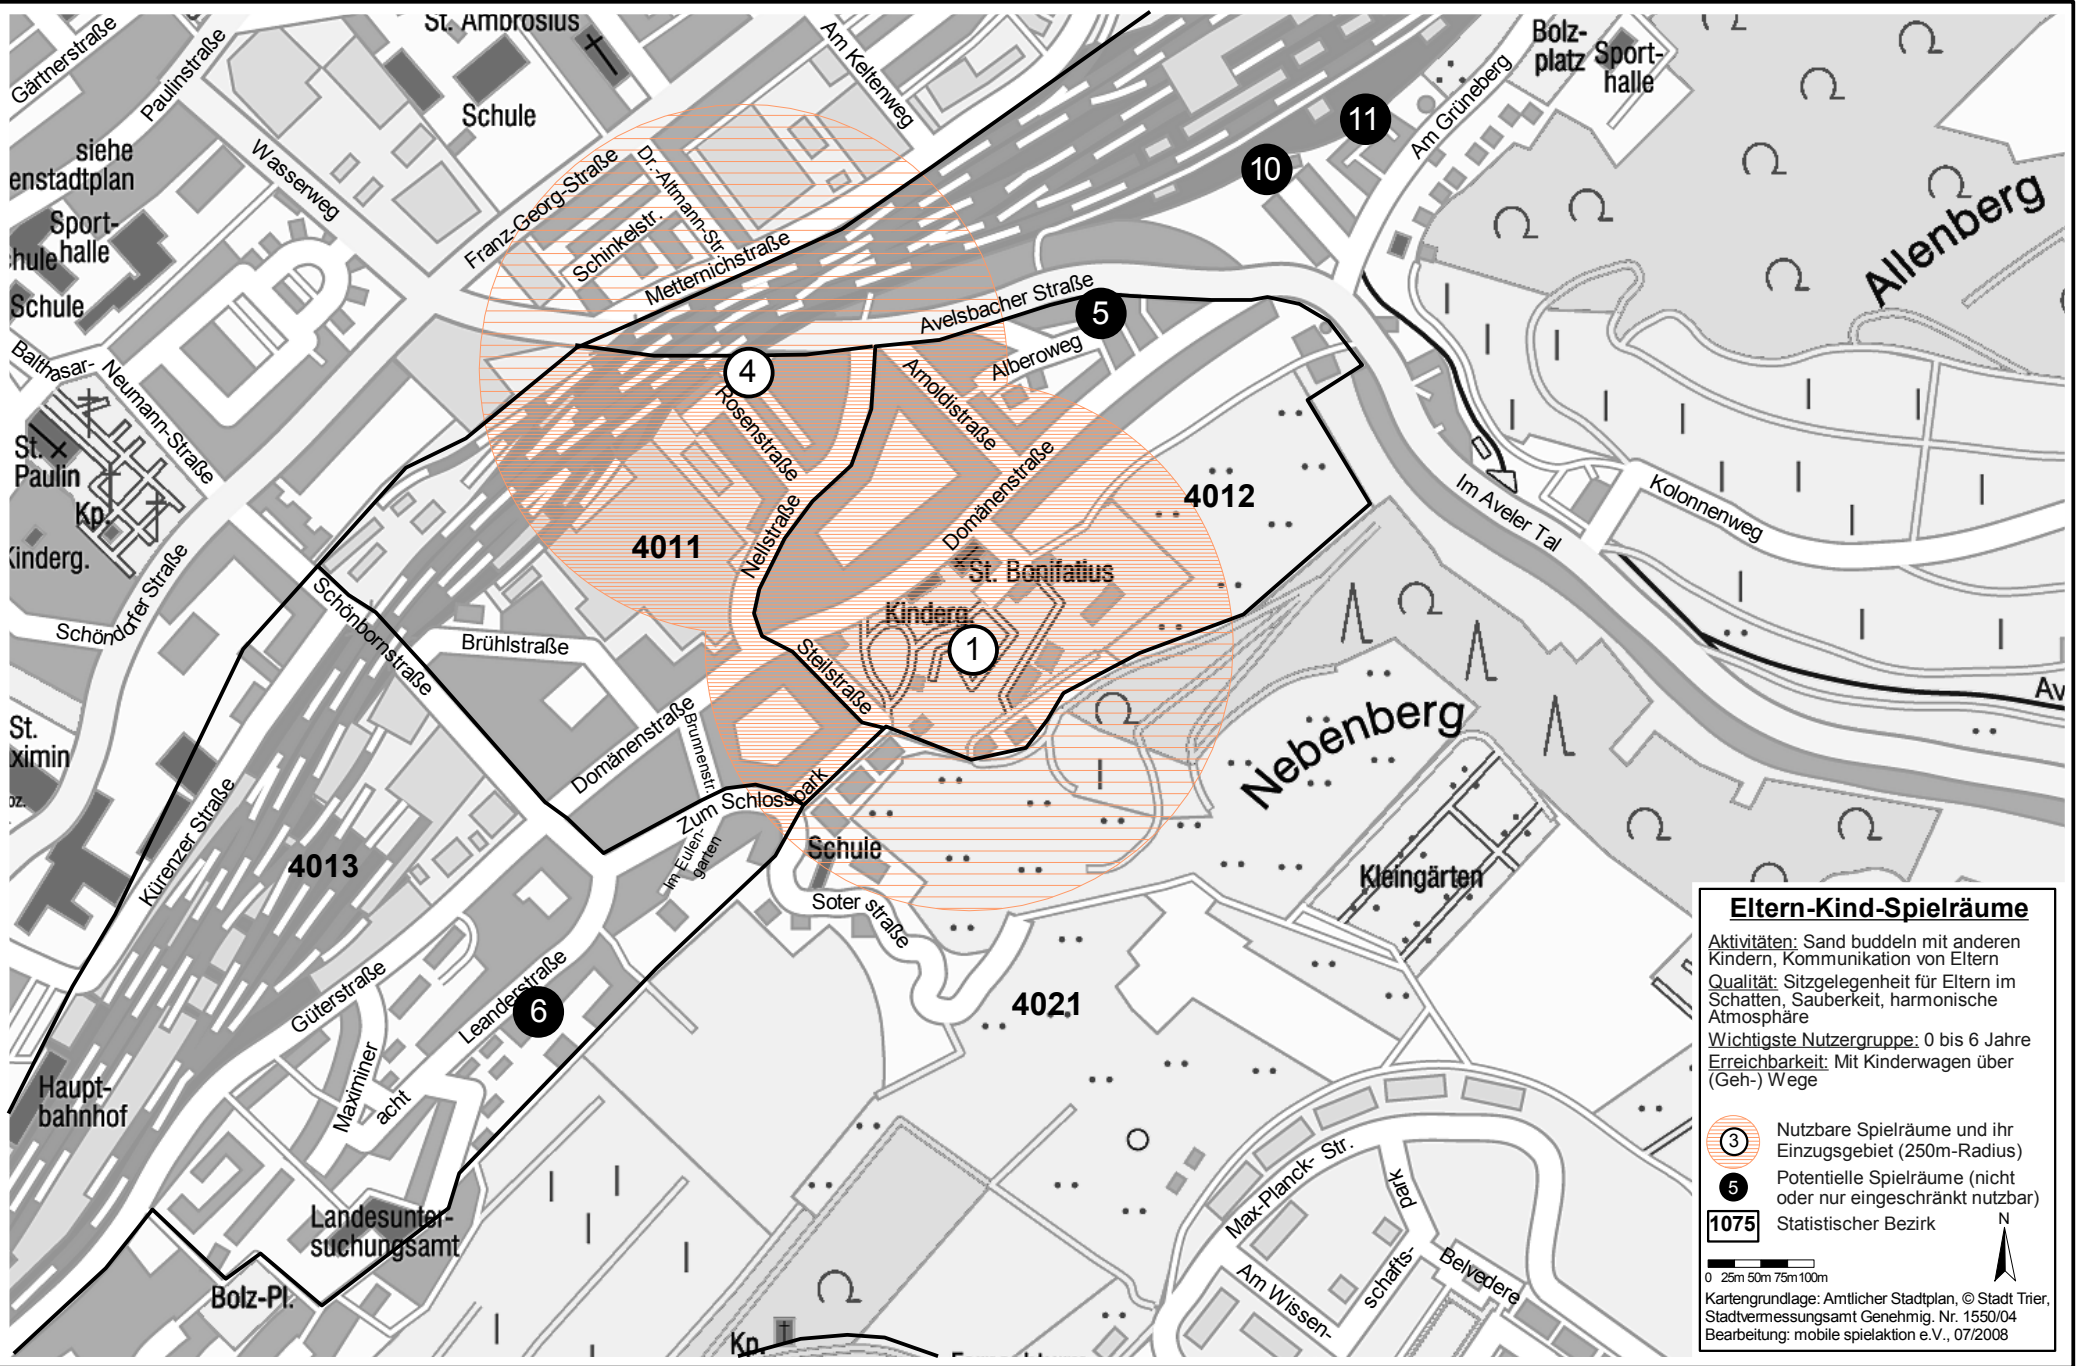 Gärtnerstraße
Paulinstraße
St. Ambrosius
Schule
Am Keltenweg
Bolz-
platz
Sport-
halle
Am Grüneberg
11
10
siehe
enstadtplan
Sport-
halle
hule
Schule
Wasserweg
Franz-Georg-Straße
Dr.-Altmann-Str.
Schinkelstr.
Metternichstraße
Allenberg
Avelsbacher Straße
5
Alberoweg
4
Balthasar-
Neumann-Straße
St.
Paulin
Kp.
Kinderg.
Rosenstraße
Arnoldistraße
Domänenstraße
4012
4011
Nellstraße
Im Aveler Tal
Kolonnenweg
St. Bonifatius
Kinderg.
1
Schöndorfer Straße
Schönbornstraße
Brühlstraße
Stellstraße
Av
St.
ximin
oz.
Domänenstraße
Brunnenstr.
Nebenberg
Zum Schlosspark
Im Eulen-
garten
Schule
Kürenzer Straße
4013
Kleingärten
Soter straße
Güterstraße
Leanderstraße
6
4021
Maximiner
acht
Haupt-
bahnhof
Landesunter-
suchungsamt
Bolz-Pl.
Kp.
Max-Planck- Str.
park
schafts-
Am Wissen-
Belvedere
Eltern-Kind-Spielräume
Aktivitäten: Sand buddeln mit anderen
Kindern, Kommunikation von Eltern
Qualität: Sitzgelegenheit für Eltern im
Schatten, Sauberkeit, harmonische
Atmosphäre
Wichtigste Nutzergruppe: 0 bis 6 Jahre
Erreichbarkeit: Mit Kinderwagen über
(Geh-) Wege
3
Nutzbare Spielräume und ihr
Einzugsgebiet (250m-Radius)
5
Potentielle Spielräume (nicht
oder nur eingeschränkt nutzbar)
1075
Statistischer Bezirk
N
0 25m 50m 75m 100m
Kartengrundlage: Amtlicher Stadtplan, © Stadt Trier,
Stadtvermessungsamt Genehmig. Nr. 1550/04
Bearbeitung: mobile spielaktion e.V., 07/2008